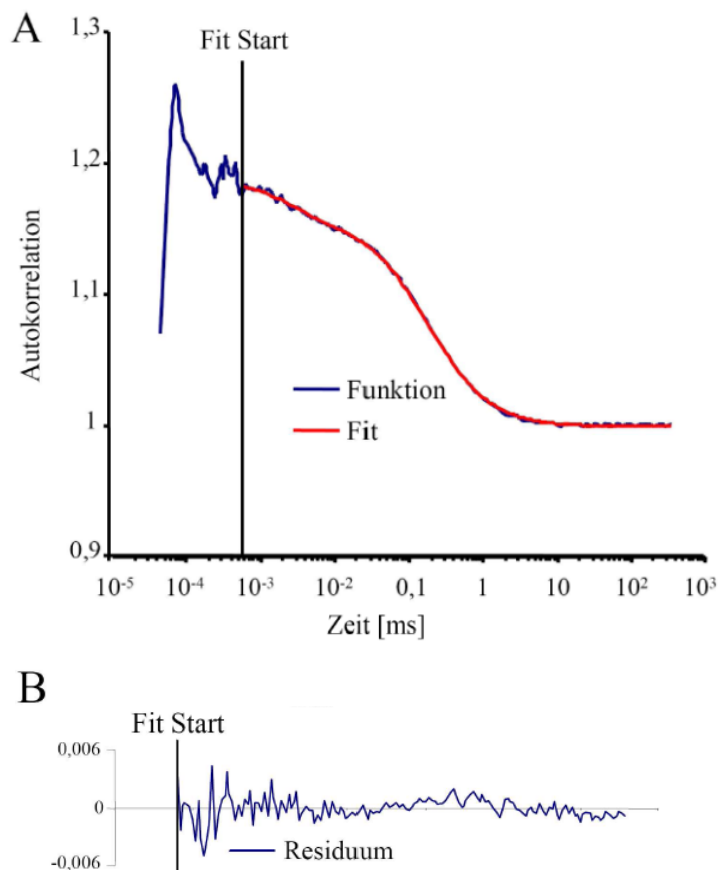 A
Fit Start
1,3
1,2
1,1
1
0,9
Autokorrelation
Funktion
Fit
10⁻⁵ 10⁻⁴ 10⁻³ 10⁻² 0,1 1 10 10² 10³
Zeit [ms]
B
Fit Start
0,006
0
-0,006
Residuum